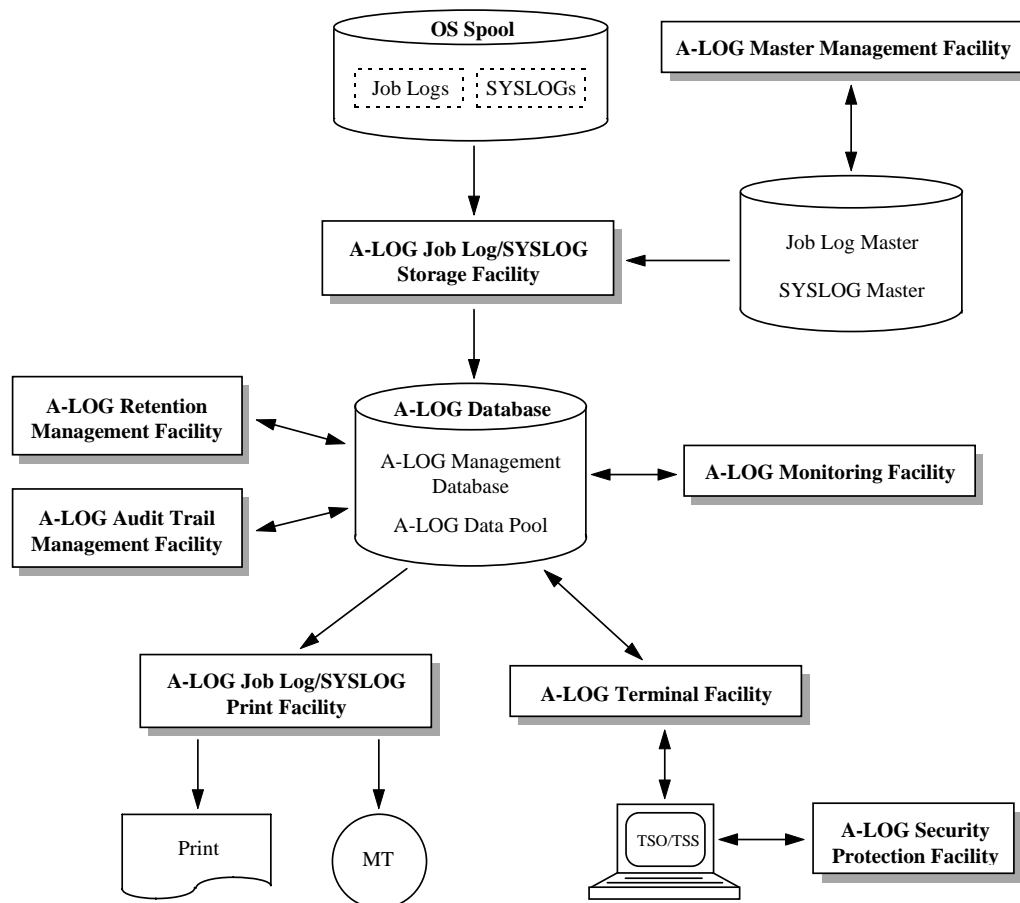 OS Spool
Job Logs
SYSLOGs
A-LOG Master Management Facility
A-LOG Job Log/SYSLOG
Storage Facility
Job Log Master
SYSLOG Master
A-LOG Retention
Management Facility
A-LOG Database
A-LOG Management
Database
A-LOG Data Pool
A-LOG Monitoring Facility
A-LOG Audit Trail
Management Facility
A-LOG Job Log/SYSLOG
Print Facility
A-LOG Terminal Facility
Print
MT
TSO/TSS
A-LOG Security
Protection Facility